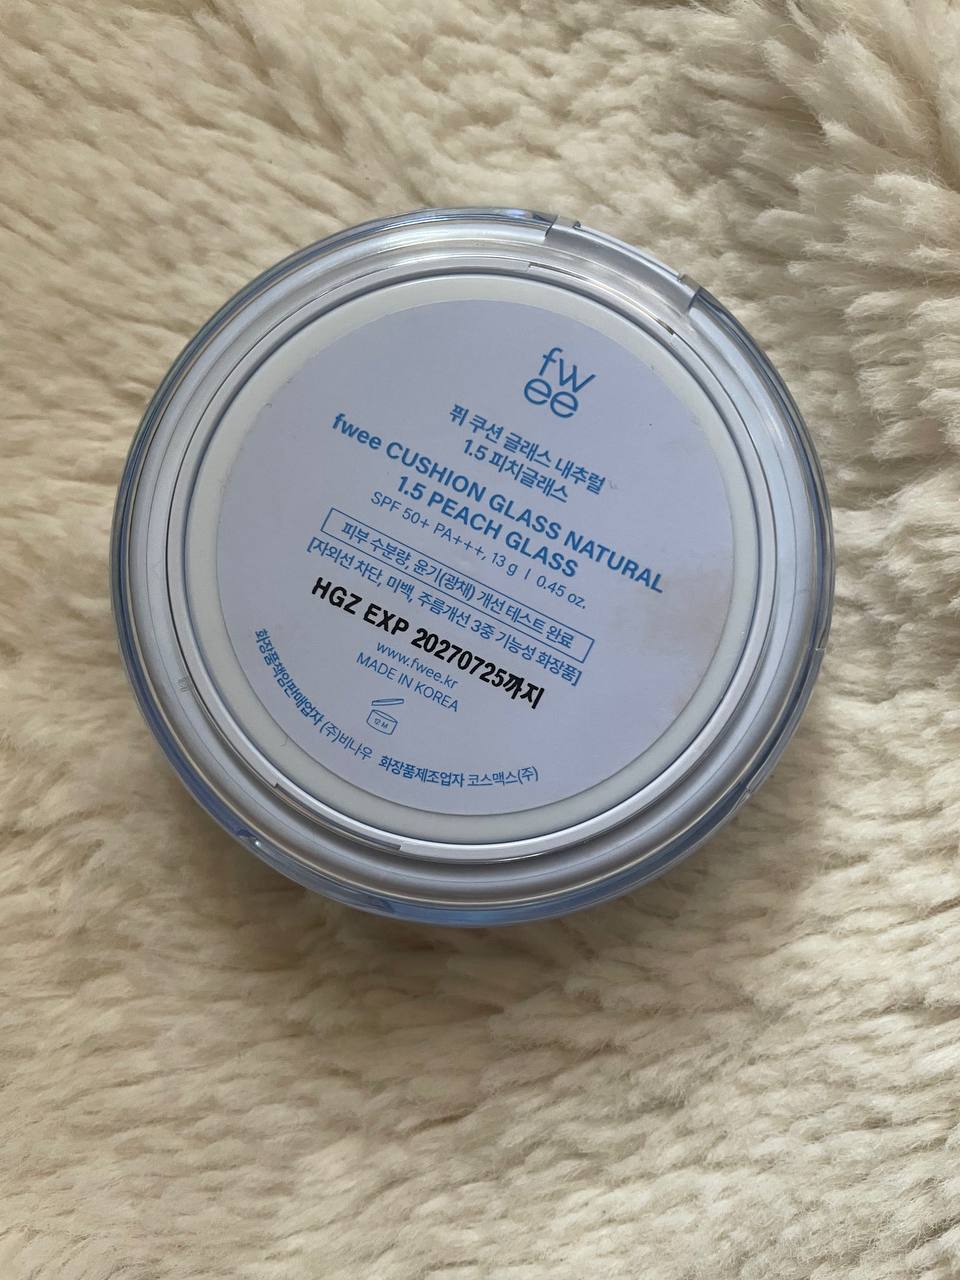 fw
ee
퓌 쿠션 글래스 내추럴
1.5 피치글래스
fwee CUSHION GLASS NATURAL
1.5 PEACH GLASS
SPF 50+ PA+++, 13 g | 0.45 oz.
피부 수분량, 윤기(광채) 개선 테스트 완료
[자외선 차단, 미백, 주름개선 3중 기능성 화장품]
HGZ EXP 20270725까지
www.fwee.kr
MADE IN KOREA
12 M
화장품책임판매업자 (주)비나우 화장품제조업자 코스맥스(주)